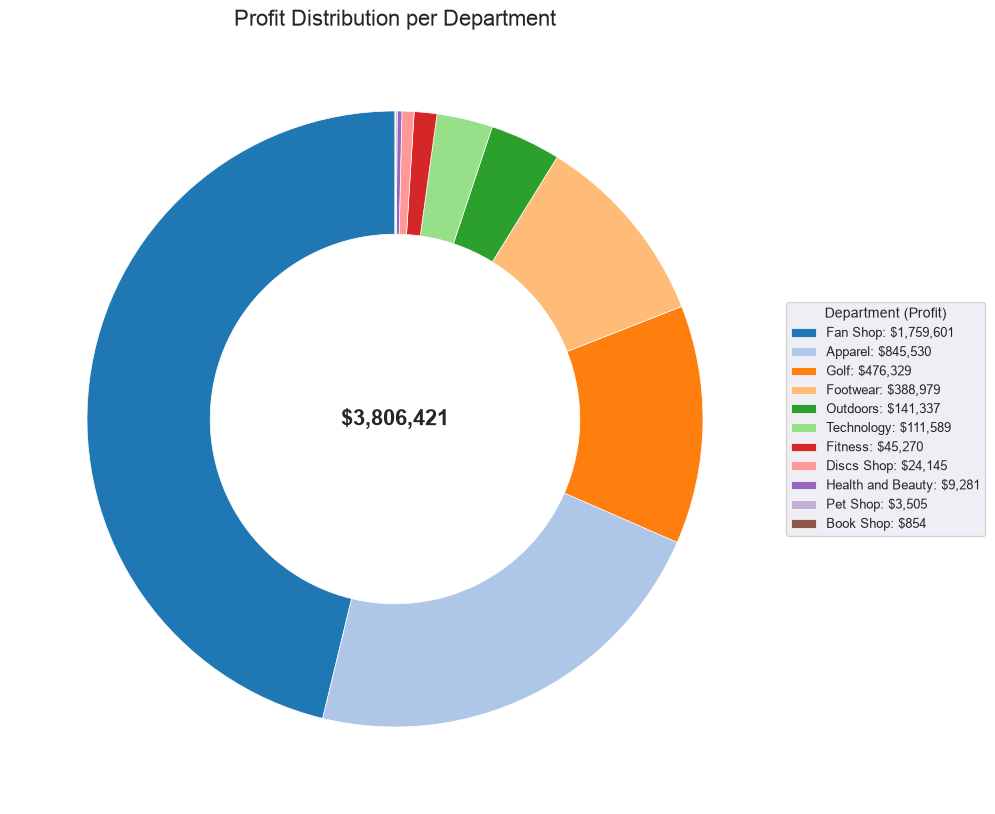 Profit Distribution per Department
$3,806,421
Department (Profit)
Fan Shop: $1,759,601
Apparel: $845,530
Golf: $476,329
Footwear: $388,979
Outdoors: $141,337
Technology: $111,589
Fitness: $45,270
Discs Shop: $24,145
Health and Beauty: $9,281
Pet Shop: $3,505
Book Shop: $854